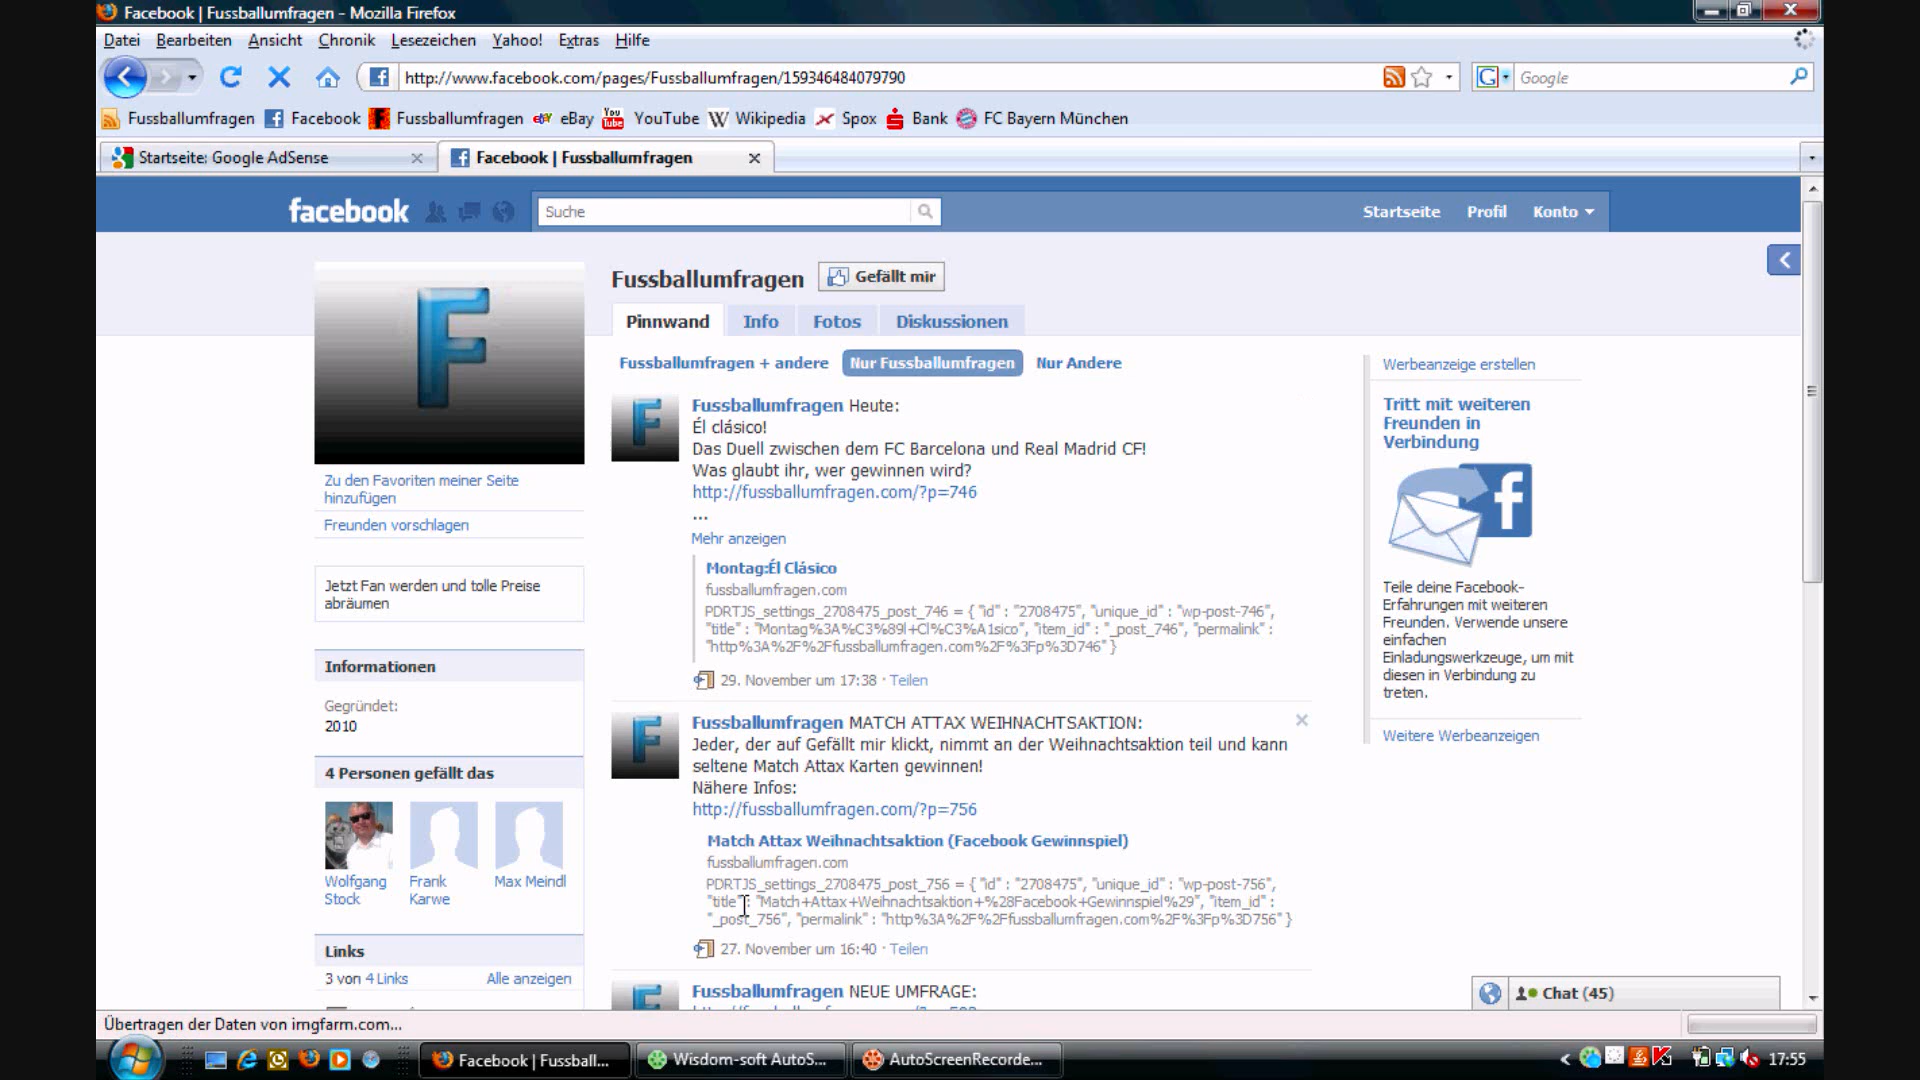 Facebook | Fussballumfragen - Mozilla Firefox
Datei Bearbeiten Ansicht Chronik Lesezeichen Yahoo! Extras Hilfe
http://www.facebook.com/pages/Fussballumfragen/159346484079790
Google
Fussballumfragen Facebook Fussballumfragen eBay YouTube Wikipedia Spox Bank FC Bayern München
Startseite: Google AdSense
Facebook | Fussballumfragen
facebook
Suche
Startseite Profil Konto
Fussballumfragen
Gefällt mir
Pinnwand Info Fotos Diskussionen
Fussballumfragen + andere Nur Fussballumfragen Nur Andere
Zu den Favoriten meiner Seite
hinzufügen
Freunden vorschlagen
Jetzt Fan werden und tolle Preise
abräumen
Informationen
Gegründet:
2010
4 Personen gefällt das
Wolfgang
Stock
Frank
Karwe
Max Meindl
Links
3 von 4 Links
Alle anzeigen
Fussballumfragen Heute:
Él clásico!
Das Duell zwischen dem FC Barcelona und Real Madrid CF!
Was glaubt ihr, wer gewinnen wird?
http://fussballumfragen.com/?p=746
...
Mehr anzeigen
Montag:Él Clásico
fussballumfragen.com
PDRTJS_settings_2708475_post_746 = { "id" : "2708475", "unique_id" : "wp-post-746",
"title" : "Montag%3A%C3%89l+Cl%C3%A1sico", "item_id" : "_post_746", "permalink" :
"http%3A%2F%2Ffussballumfragen.com%2F%3Fp%3D746" }
29. November um 17:38 · Teilen
Fussballumfragen MATCH ATTAX WEIHNACHTSAKTION:
Jeder, der auf Gefällt mir klickt, nimmt an der Weihnachtsaktion teil und kann
seltene Match Attax Karten gewinnen!
Nähere Infos:
http://fussballumfragen.com/?p=756
Match Attax Weihnachtsaktion (Facebook Gewinnspiel)
fussballumfragen.com
PDRTJS_settings_2708475_post_756 = { "id" : "2708475", "unique_id" : "wp-post-756",
"title" : "Match+Attax+Weihnachtsaktion+%28Facebook+Gewinnspiel%29", "item_id" :
"_post_756", "permalink" : "http%3A%2F%2Ffussballumfragen.com%2F%3Fp%3D756" }
27. November um 16:40 · Teilen
Fussballumfragen NEUE UMFRAGE:
Werbeanzeige erstellen
Tritt mit weiteren
Freunden in
Verbindung
Teile deine Facebook-
Erfahrungen mit weiteren
Freunden. Verwende unsere
einfachen
Einladungswerkzeuge, um mit
diesen in Verbindung zu
treten.
Weitere Werbeanzeigen
Chat (45)
Übertragen der Daten von imgfarm.com...
Facebook | Fussball...
Wisdom-soft AutoS...
AutoScreenRecorde...
17:55